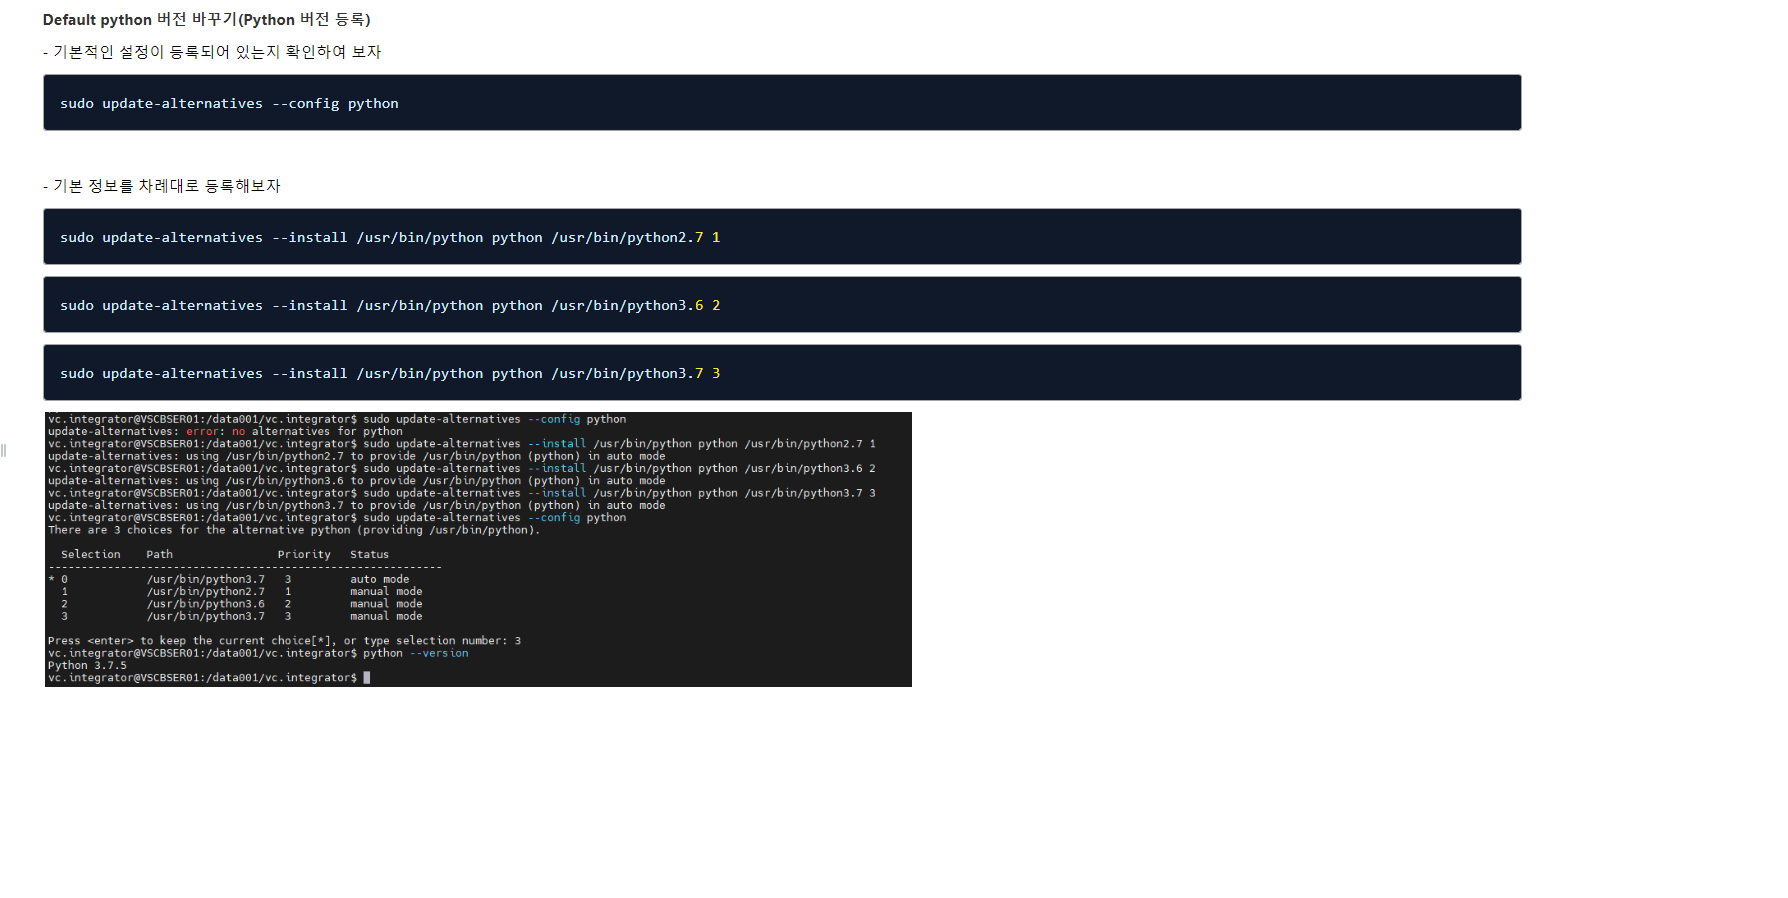 Default python 버전 바꾸기(Python 버전 등록)
- 기본적인 설정이 등록되어 있는지 확인하여 보자
sudo update-alternatives --config python
- 기본 정보를 차례대로 등록해보자
sudo update-alternatives --install /usr/bin/python python /usr/bin/python2.7 1
sudo update-alternatives --install /usr/bin/python python /usr/bin/python3.6 2
sudo update-alternatives --install /usr/bin/python python /usr/bin/python3.7 3
vc.integrator@VSCBSER01:/data001/vc.integrator$ sudo update-alternatives --config python
update-alternatives: error: no alternatives for python
vc.integrator@VSCBSER01:/data001/vc.integrator$ sudo update-alternatives --install /usr/bin/python python /usr/bin/python2.7 1
update-alternatives: using /usr/bin/python2.7 to provide /usr/bin/python (python) in auto mode
vc.integrator@VSCBSER01:/data001/vc.integrator$ sudo update-alternatives --install /usr/bin/python python /usr/bin/python3.6 2
update-alternatives: using /usr/bin/python3.6 to provide /usr/bin/python (python) in auto mode
vc.integrator@VSCBSER01:/data001/vc.integrator$ sudo update-alternatives --install /usr/bin/python python /usr/bin/python3.7 3
update-alternatives: using /usr/bin/python3.7 to provide /usr/bin/python (python) in auto mode
vc.integrator@VSCBSER01:/data001/vc.integrator$ sudo update-alternatives --config python
There are 3 choices for the alternative python (providing /usr/bin/python).
Selection Path Priority Status
------------------------------------------------------------
* 0 /usr/bin/python3.7 3 auto mode
1 /usr/bin/python2.7 1 manual mode
2 /usr/bin/python3.6 2 manual mode
3 /usr/bin/python3.7 3 manual mode
Press <enter> to keep the current choice[*], or type selection number: 3
vc.integrator@VSCBSER01:/data001/vc.integrator$ python --version
Python 3.7.5
vc.integrator@VSCBSER01:/data001/vc.integrator$